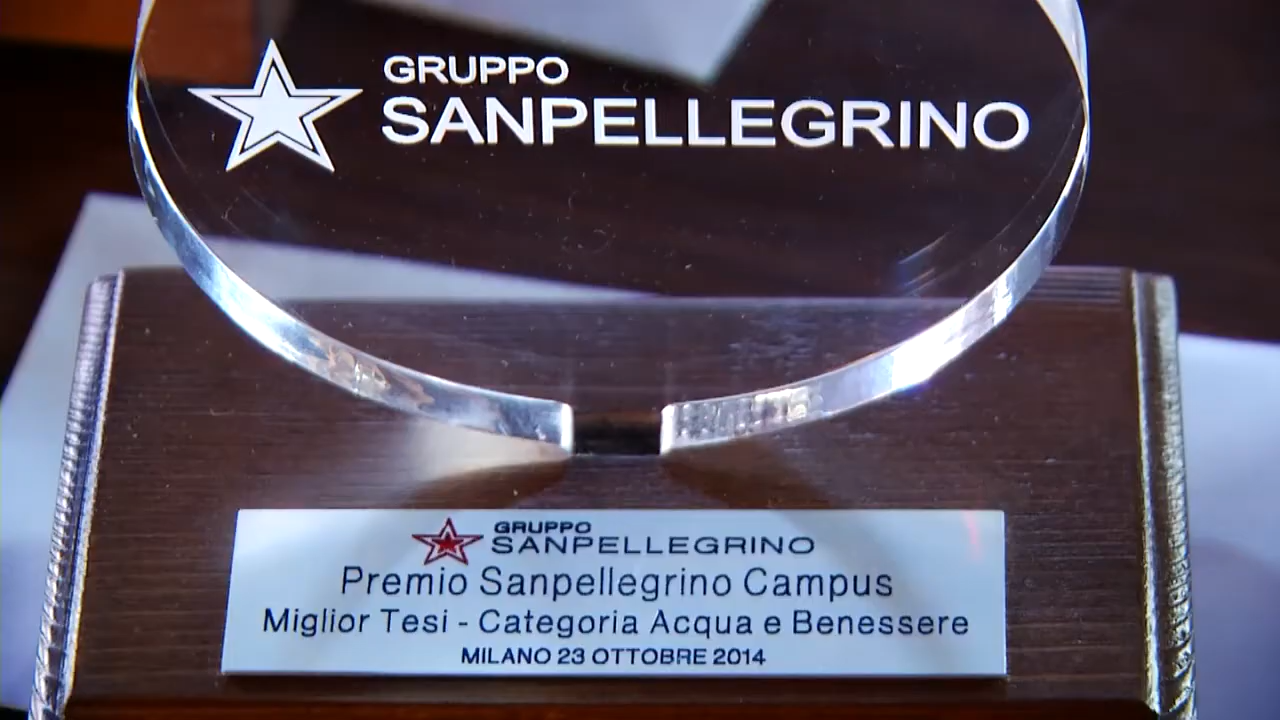 GRUPPO
SANPELLEGRINO
GRUPPO
SANPELLEGRINO
Premio Sanpellegrino Campus
Miglior Tesi - Categoria Acqua e Benessere
MILANO 23 OTTOBRE 2014